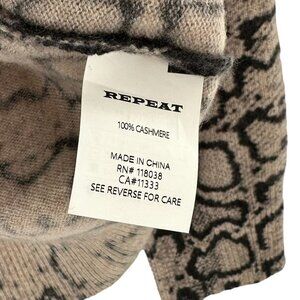 REPEAT
100% CASHMERE
MADE IN CHINA
RN# 118038
CA#11333
SEE REVERSE FOR CARE